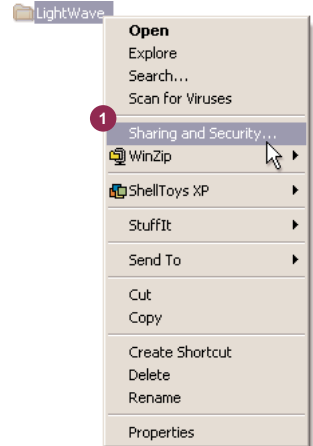 LightWave
Open
Explore
Search...
Scan for Viruses
1
Sharing and Security...
WinZip
ShellToys XP
StuffIt
Send To
Cut
Copy
Create Shortcut
Delete
Rename
Properties